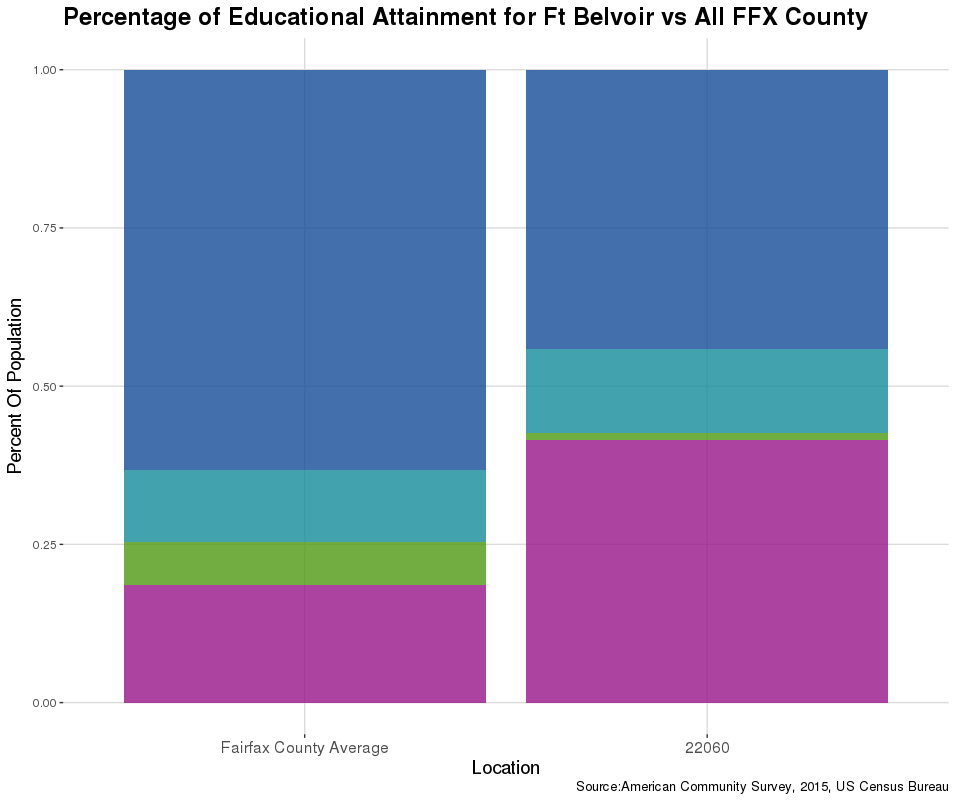 Percentage of Educational Attainment for Ft Belvoir vs All FFX County
1.00
0.75
0.50
0.25
0.00
Percent Of Population
Fairfax County Average
22060
Location
Source:American Community Survey, 2015, US Census Bureau